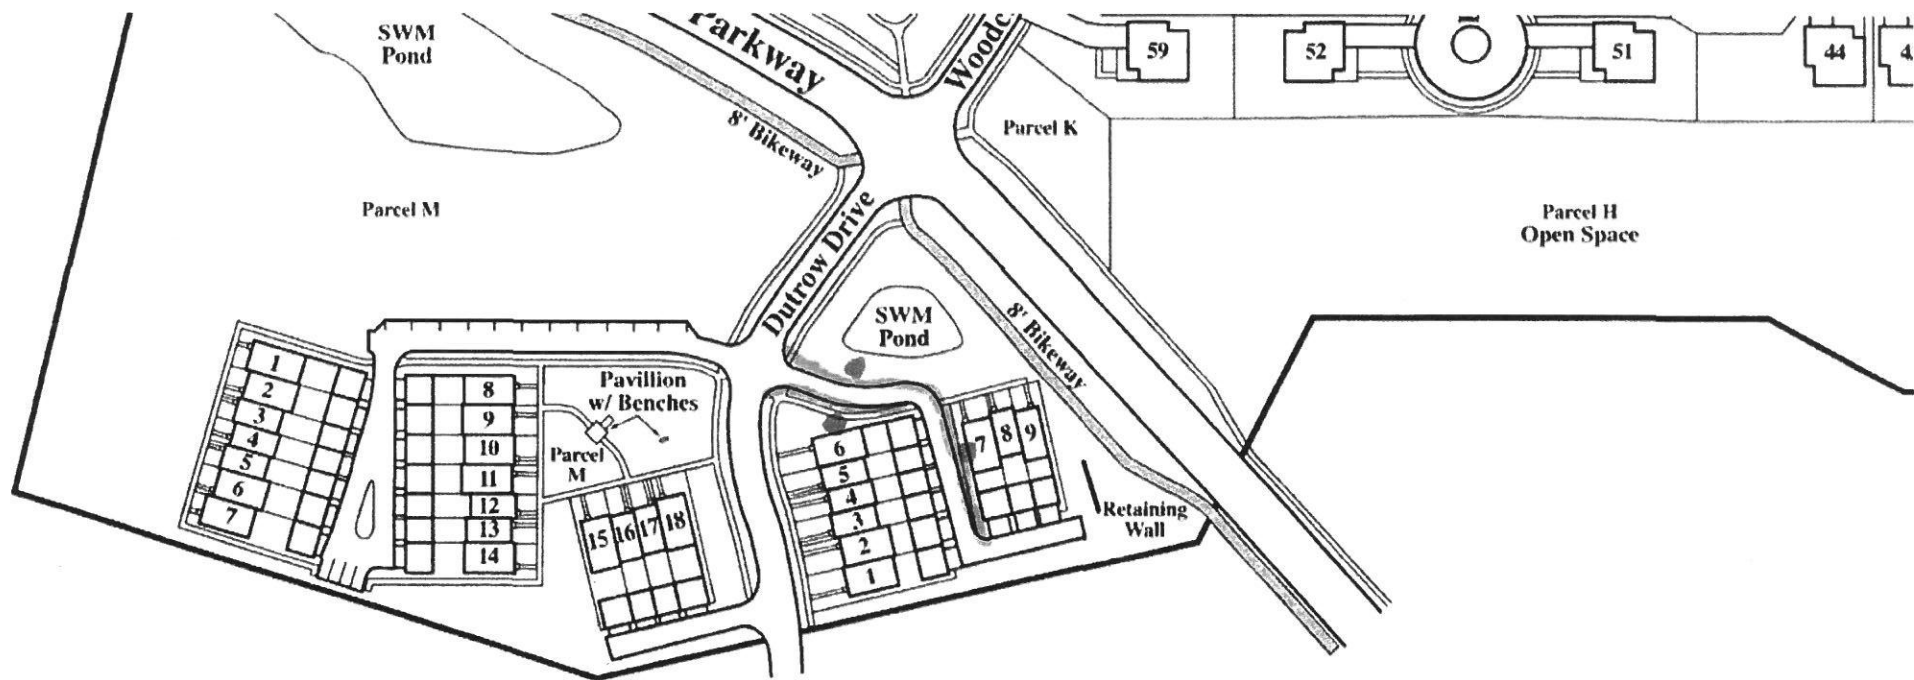 SWM
Pond
Parkway
8' Bikeway
59
52
51
44
Parcel K
Parcel M
Dutrow Drive
Parcel H
Open Space
SWM
Pond
8' Bikeway
1
2
3
4
5
6
7
8
9
10
11
12
13
14
Pavillion
w/ Benches
Parcel
M
15
16
17
18
6
5
4
3
2
1
7
8
9
Retaining
Wall